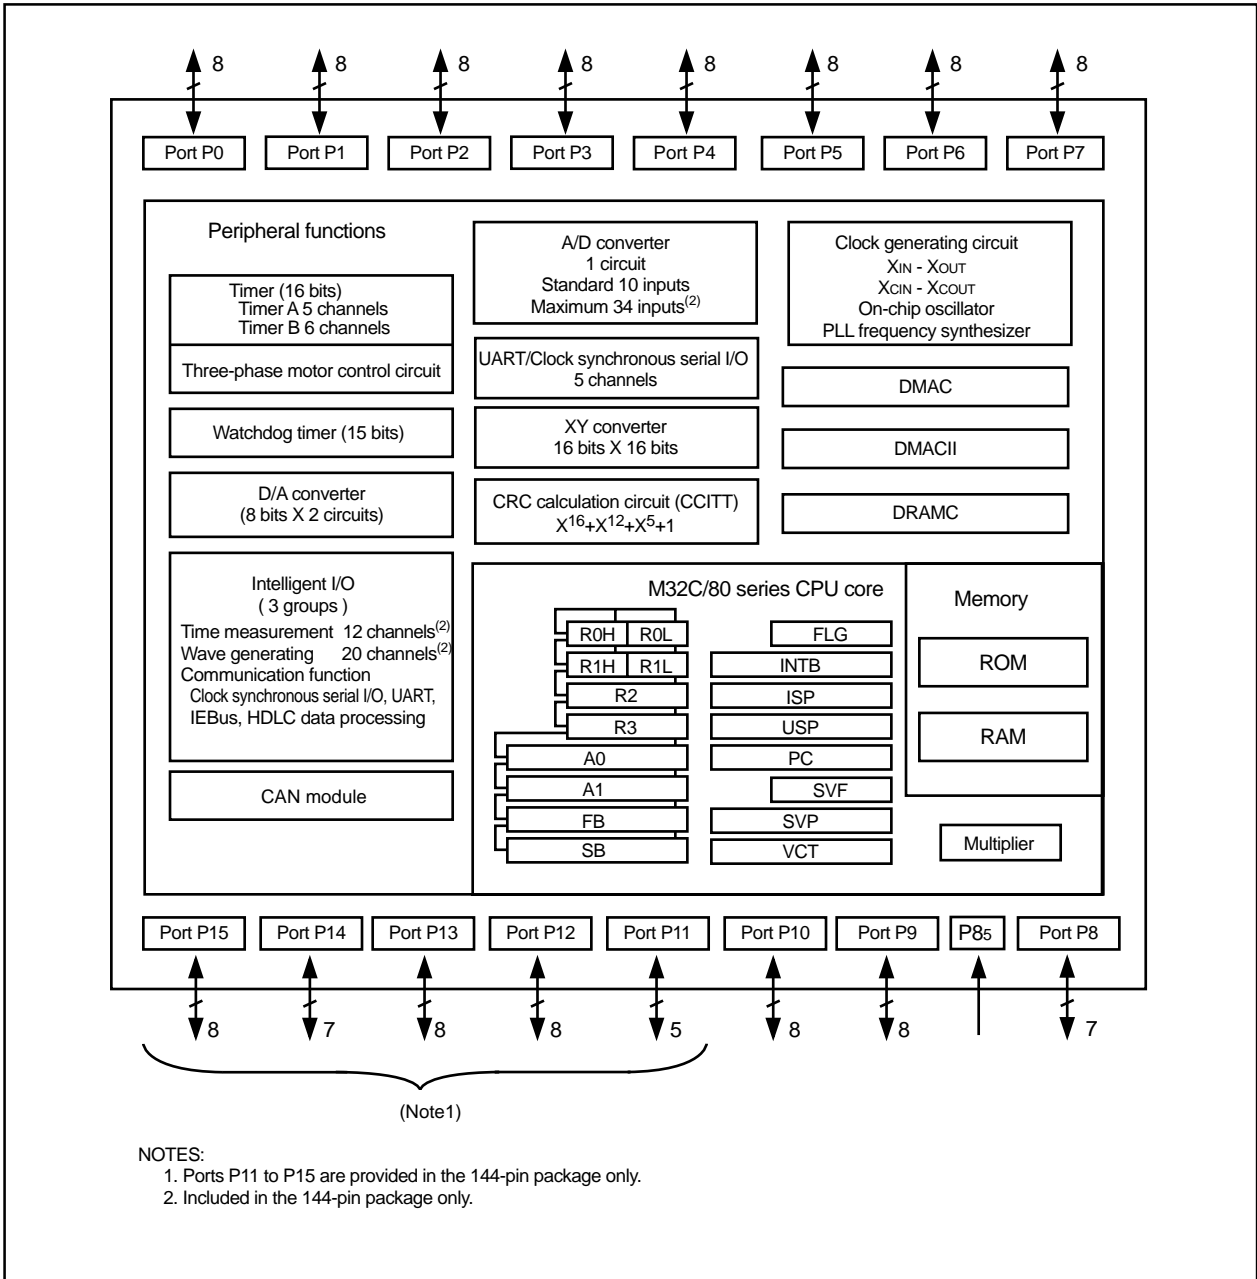 8 8 8 8 8 8 8 8
Port P0 Port P1 Port P2 Port P3 Port P4 Port P5 Port P6 Port P7
Peripheral functions
Timer (16 bits)
Timer A 5 channels
Timer B 6 channels
Three-phase motor control circuit
Watchdog timer (15 bits)
D/A converter
(8 bits X 2 circuits)
Intelligent I/O
( 3 groups )
Time measurement 12 channels(2)
Wave generating 20 channels(2)
Communication function
Clock synchronous serial I/O, UART,
IEBus, HDLC data processing
CAN module
A/D converter
1 circuit
Standard 10 inputs
Maximum 34 inputs(2)
UART/Clock synchronous serial I/O
5 channels
XY converter
16 bits X 16 bits
CRC calculation circuit (CCITT)
X16+X12+X5+1
Clock generating circuit
XIN - XOUT
XCIN - XCOUT
On-chip oscillator
PLL frequency synthesizer
DMAC
DMACII
DRAMC
M32C/80 series CPU core
R0H R0L
R1H R1L
R2
R3
A0
A1
FB
SB
FLG
INTB
ISP
USP
PC
SVF
SVP
VCT
Memory
ROM
RAM
Multiplier
Port P15 Port P14 Port P13 Port P12 Port P11 Port P10 Port P9 P85 Port P8
8 7 8 8 5 8 8 7
(Note1)
NOTES:
1. Ports P11 to P15 are provided in the 144-pin package only.
2. Included in the 144-pin package only.